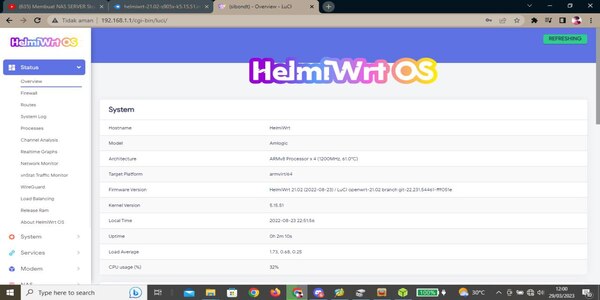 (635) Membuat NAS SERVER Str
helmiwrt-21.02-s905x-k5.15.51
(sibondt) - Overview - LuCI
Tidak aman | 192.168.1.1/cgi-bin/luci/
HelmiWrt OS
REFRESHING
HelmiWrt OS
Status
Overview
Firewall
Routes
System Log
Processes
Channel Analysis
Realtime Graphs
Network Monitor
vnStat Traffic Monitor
WireGuard
Load Balancing
Release Ram
About HelmiWrt OS
System
Services
Modem
NAS
System
Hostname HelmiWrt
Model Amlogic
Architecture ARMv8 Processor x 4 (1200MHz, 61.0°C)
Target Platform armvirt/64
Firmware Version HelmiWrt 21.02 (2022-08-23) / LuCI openwrt-21.02 branch git-22.231.54461-fff051e
Kernel Version 5.15.51
Local Time 2022-08-23 22:51:56
Uptime 0h 2m 10s
Load Average 1.73, 0.68, 0.25
CPU usage (%) 32%
Type here to search
100%
30°C
12:00
29/03/2023